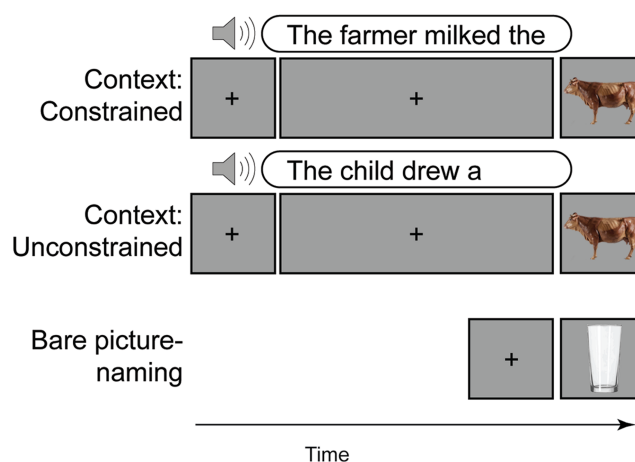 The farmer milked the
Context:
Constrained
+
+
The child drew a
Context:
Unconstrained
+
+
Bare picture-
naming
+
Time